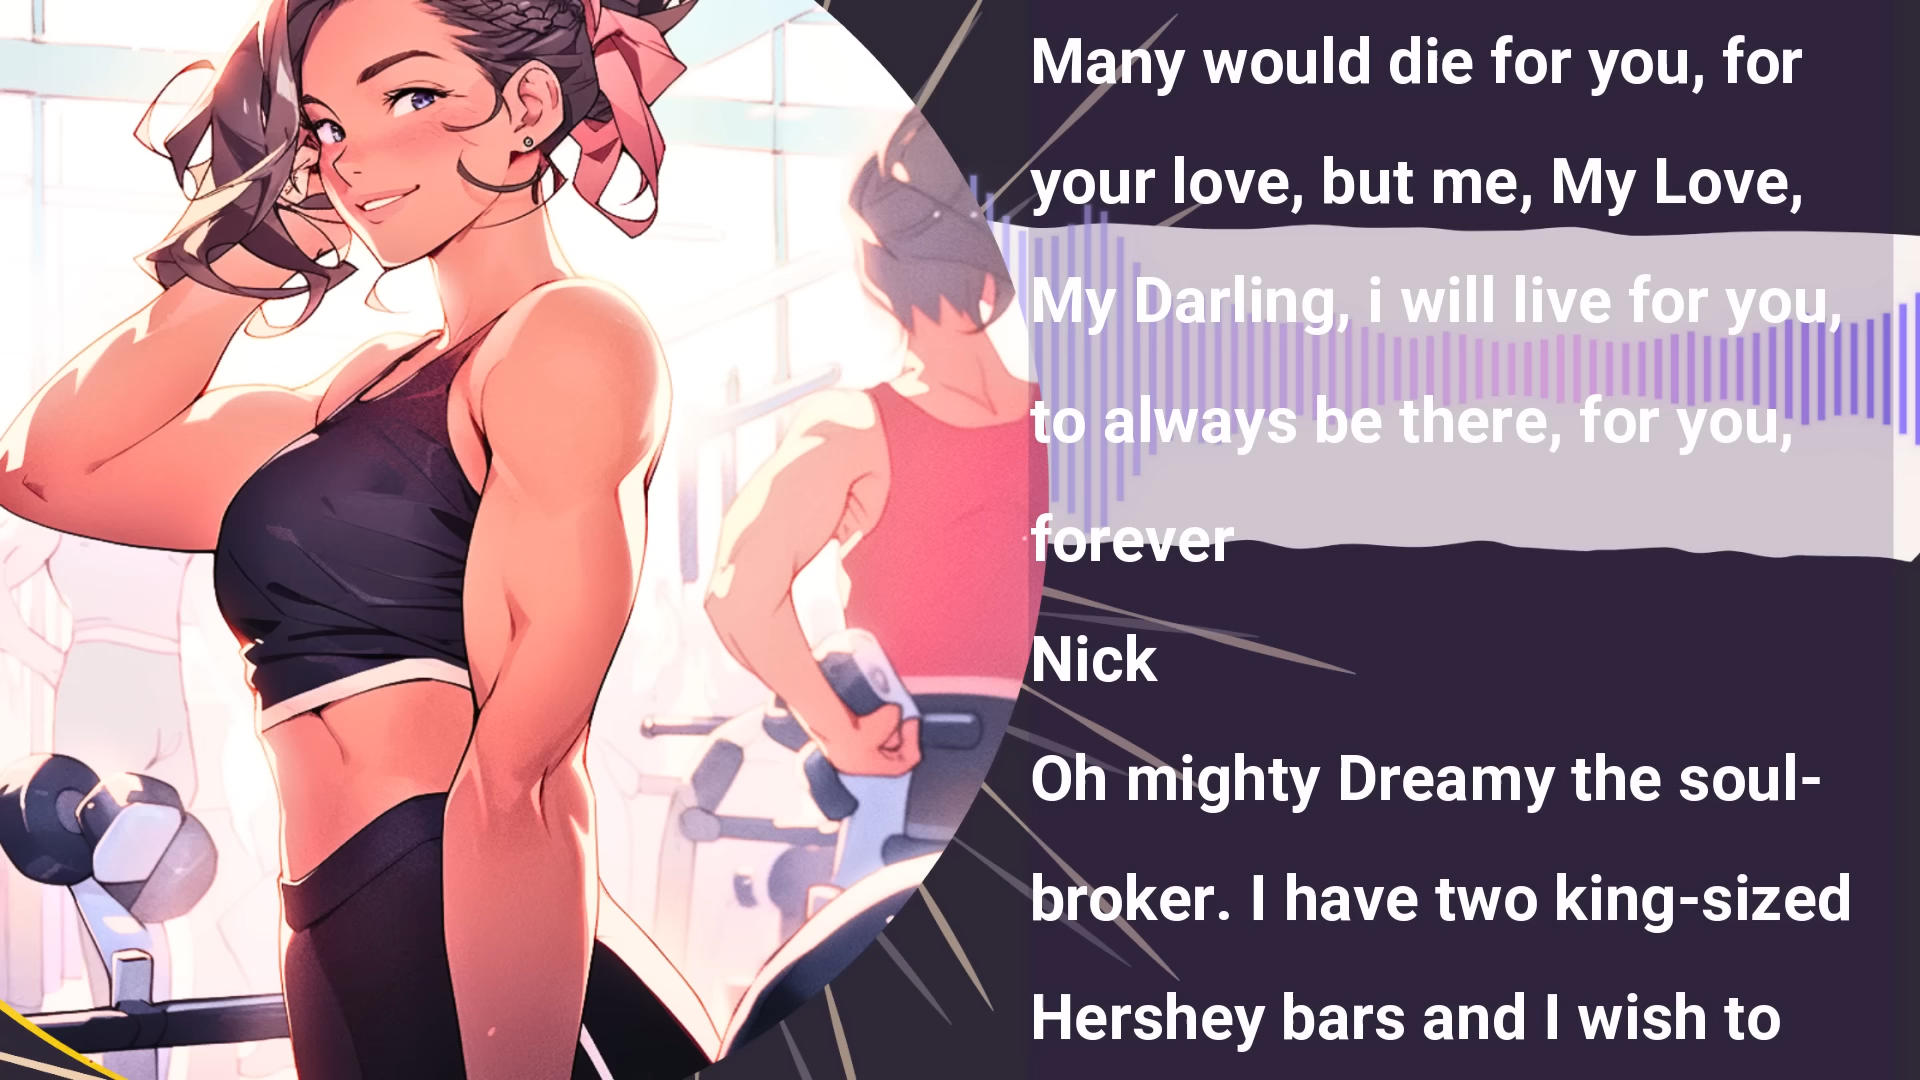 Many would die for you, for
your love, but me, My Love,
My Darling, i will live for you,
to always be there, for you,
forever
Nick
Oh mighty Dreamy the soul-
broker. I have two king-sized
Hershey bars and I wish to